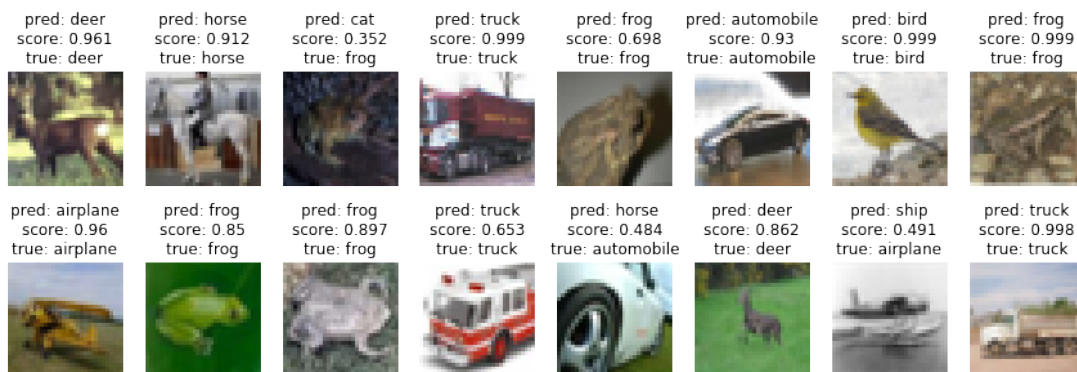 pred: deer
score: 0.961
true: deer
pred: horse
score: 0.912
true: horse
pred: cat
score: 0.352
true: frog
pred: truck
score: 0.999
true: truck
pred: frog
score: 0.698
true: frog
pred: automobile
score: 0.93
true: automobile
pred: bird
score: 0.999
true: bird
pred: frog
score: 0.999
true: frog
pred: airplane
score: 0.96
true: airplane
pred: frog
score: 0.85
true: frog
pred: frog
score: 0.897
true: frog
pred: truck
score: 0.653
true: truck
pred: horse
score: 0.484
true: automobile
pred: deer
score: 0.862
true: deer
pred: ship
score: 0.491
true: airplane
pred: truck
score: 0.998
true: truck